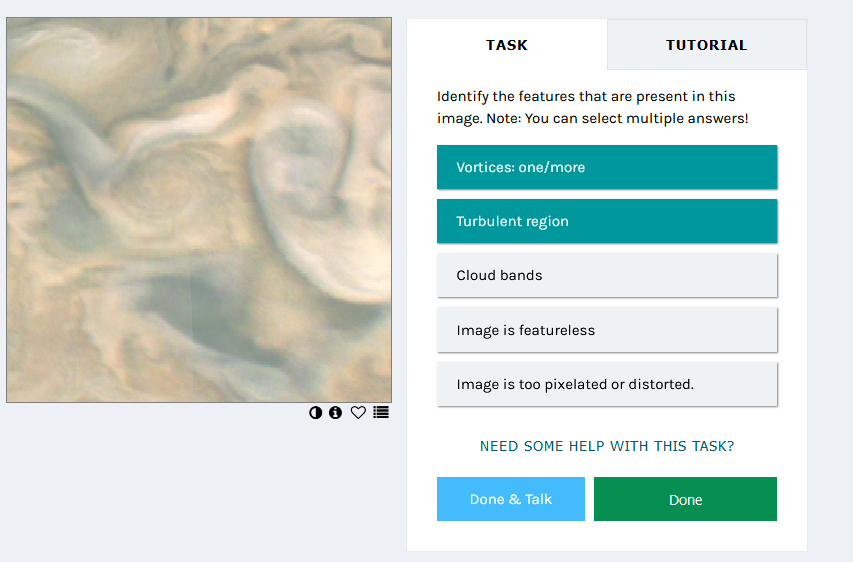 TASK
TUTORIAL
Identify the features that are present in this
image. Note: You can select multiple answers!
Vortices: one/more
Turbulent region
Cloud bands
Image is featureless
Image is too pixelated or distorted.
NEED SOME HELP WITH THIS TASK?
Done & Talk
Done